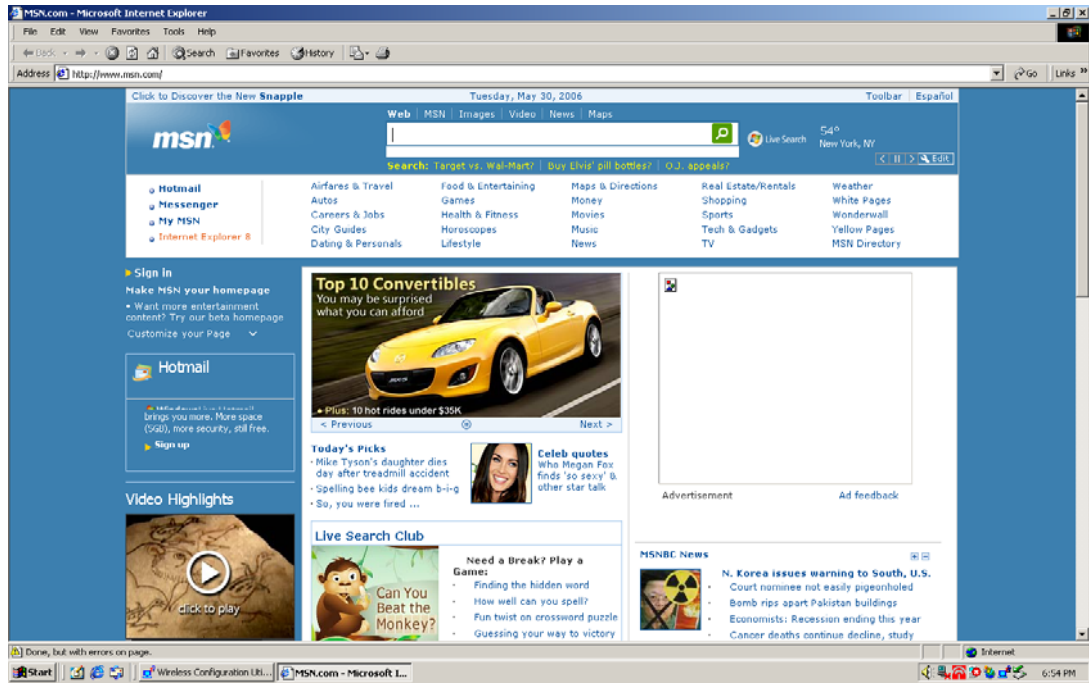 MSN.com - Microsoft Internet Explorer
File Edit View Favorites Tools Help
Back Search Favorites History
Address http://www.msn.com/ Go Links »
Click to Discover the New Snapple Tuesday, May 30, 2006 Toolbar Español
Web MSN Images Video News Maps
msn
Live Search 54° New York, NY
Edit
Search: Target vs. Wal-Mart? Buy Elvis' pill bottles? O.J. appeals?
Hotmail
Messenger
My MSN
Internet Explorer 8
Airfares & Travel Food & Entertaining Maps & Directions Real Estate/Rentals Weather
Autos Games Money Shopping White Pages
Careers & Jobs Health & Fitness Movies Sports Wonderwall
City Guides Horoscopes Music Tech & Gadgets Yellow Pages
Dating & Personals Lifestyle News TV MSN Directory
Sign in
Make MSN your homepage
• Want more entertainment
content? Try our beta homepage
Customize your Page
Hotmail
brings you more. More space
(5GB), more security, still free.
Sign up
Video Highlights
click to play
Top 10 Convertibles
You may be surprised
what you can afford
• Plus: 10 hot rides under $35K
< Previous Next >
Today's Picks
· Mike Tyson's daughter dies
day after treadmill accident
· Spelling bee kids dream b-i-g
· So, you were fired ...
Celeb quotes
Who Megan Fox
finds 'so sexy' &
other star talk
Live Search Club
Can You
Beat the
Monkey?
Need a Break? Play a
Game:
· Finding the hidden word
· How well can you spell?
· Fun twist on crossword puzzle
· Guessing your way to victory
Advertisement Ad feedback
MSNBC News
N. Korea issues warning to South, U.S.
· Court nominee not easily pigeonholed
· Bomb rips apart Pakistan buildings
· Economists: Recession ending this year
· Cancer deaths continue decline, study
Done, but with errors on page. Internet
Start Wireless Configuration Uti... MSN.com - Microsoft I... 6:54 PM